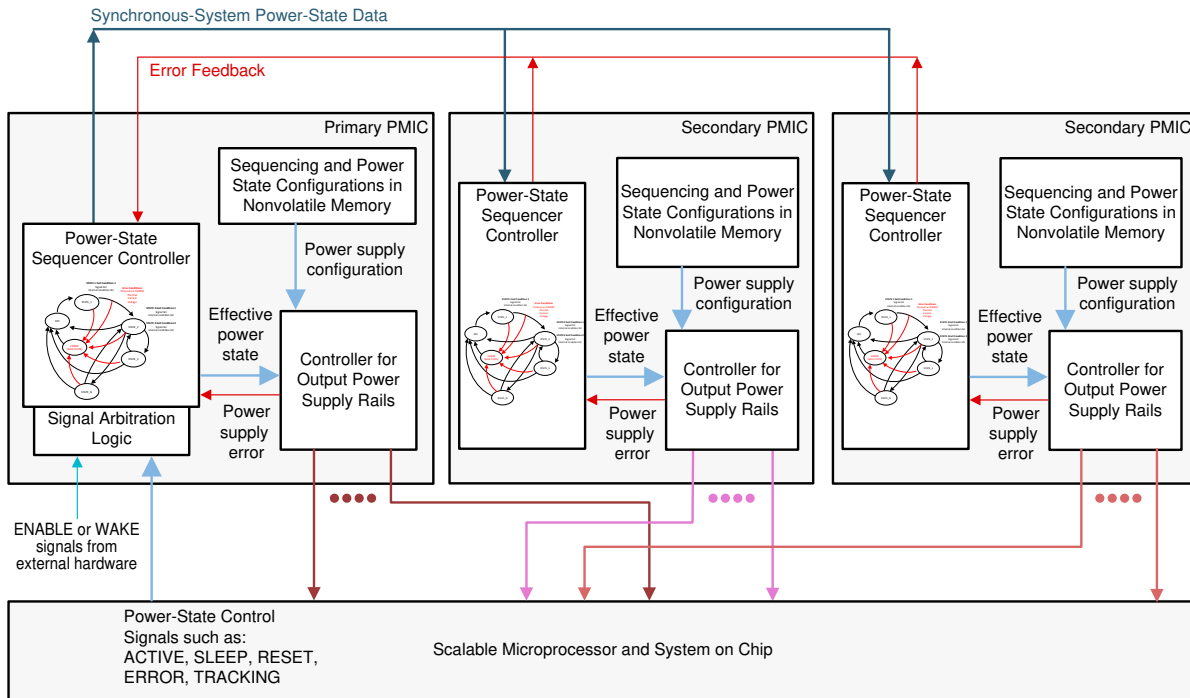 Synchronous-System Power-State Data
Error Feedback
Primary PMIC
Sequencing and Power
State Configurations in
Nonvolatile Memory
Power-State
Sequencer Controller
Power supply
configuration
Effective
power
state
Controller for
Output Power
Supply Rails
Power
supply
error
Signal Arbitration
Logic
ENABLE or WAKE
signals from
external hardware
Secondary PMIC
Power-State
Sequencer
Controller
Sequencing and Power
State Configurations in
Nonvolatile Memory
Power supply
configuration
Effective
power
state
Controller for
Output Power
Supply Rails
Power
supply
error
Secondary PMIC
Power-State
Sequencer
Controller
Sequencing and Power
State Configurations in
Nonvolatile Memory
Power supply
configuration
Effective
power
state
Controller for
Output Power
Supply Rails
Power
supply
error
Power-State Control
Signals such as:
ACTIVE, SLEEP, RESET,
ERROR, TRACKING
Scalable Microprocessor and System on Chip